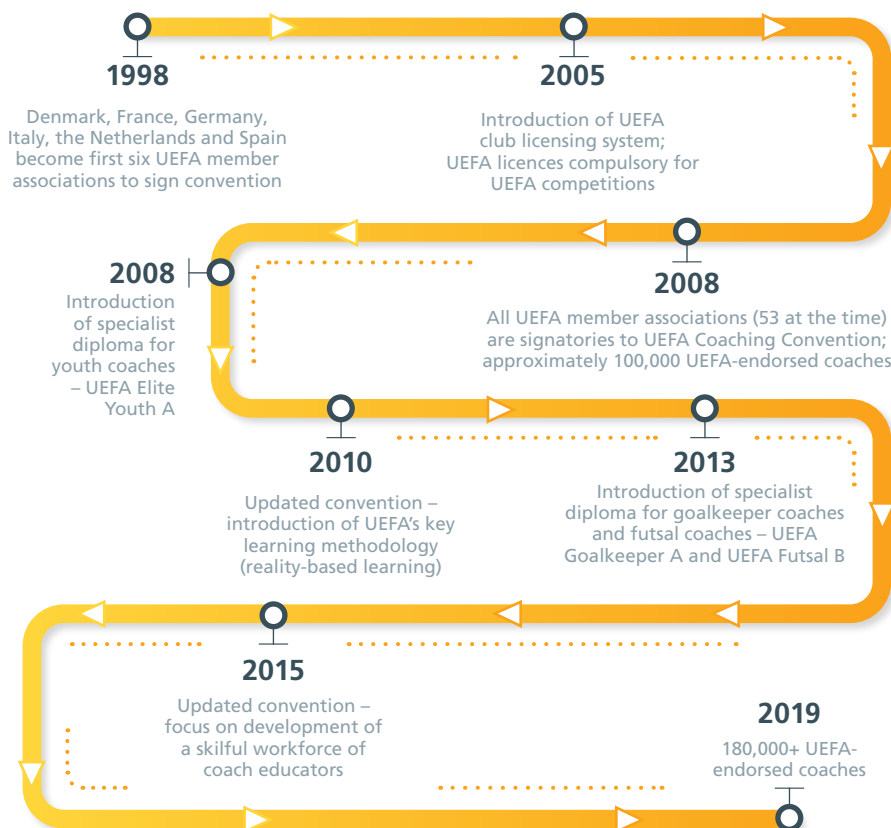 1998
Denmark, France, Germany,
Italy, the Netherlands and Spain
become first six UEFA member
associations to sign convention
2005
Introduction of UEFA
club licensing system;
UEFA licences compulsory for
UEFA competitions
2008
All UEFA member associations (53 at the time)
are signatories to UEFA Coaching Convention;
approximately 100,000 UEFA-endorsed coaches
2008
Introduction
of specialist
diploma for
youth coaches
– UEFA Elite
Youth A
2010
Updated convention –
introduction of UEFA's key
learning methodology
(reality-based learning)
2013
Introduction of specialist
diploma for goalkeeper coaches
and futsal coaches – UEFA
Goalkeeper A and UEFA Futsal B
2015
Updated convention –
focus on development of
a skilful workforce of
coach educators
2019
180,000+ UEFA-
endorsed coaches